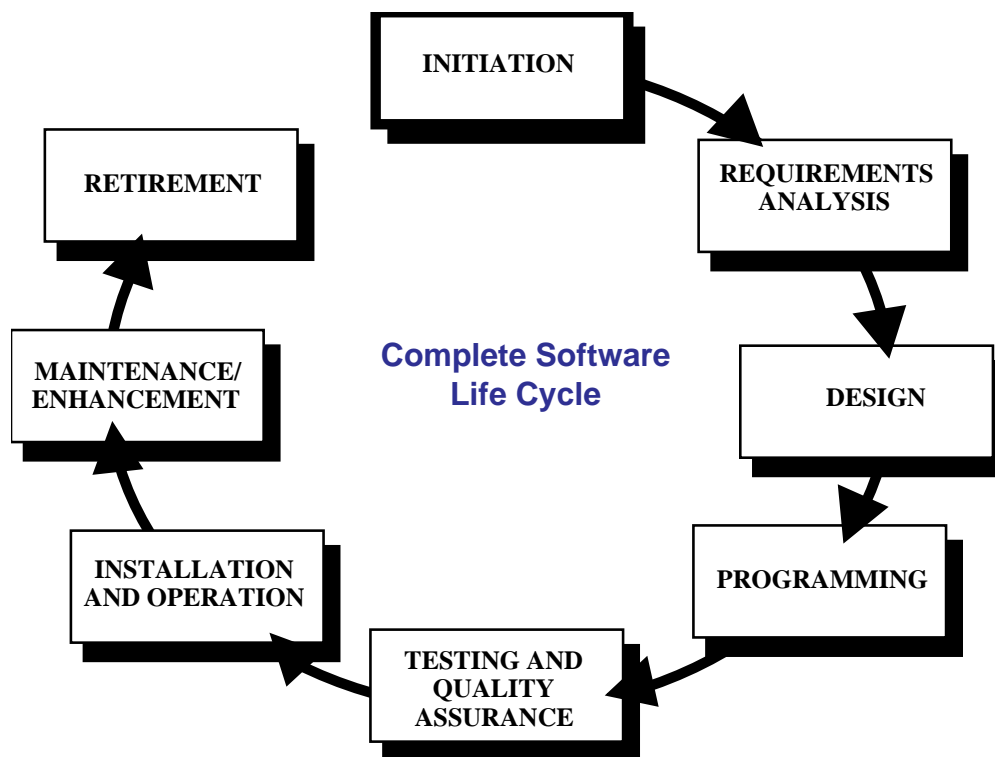 INITIATION
REQUIREMENTS
ANALYSIS
DESIGN
PROGRAMMING
TESTING AND
QUALITY
ASSURANCE
INSTALLATION
AND OPERATION
MAINTENANCE/
ENHANCEMENT
RETIREMENT
Complete Software
Life Cycle